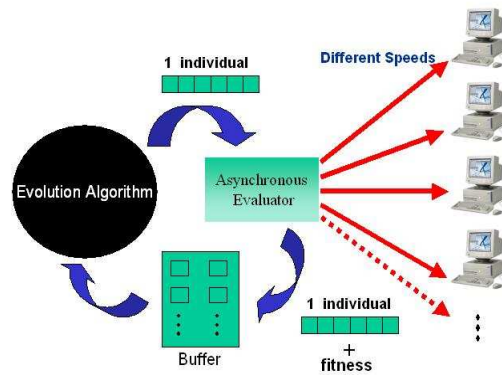 1 individual
Different Speeds
Evolution Algorithm
Asynchronous
Evaluator
1 individual
+
fitness
Buffer